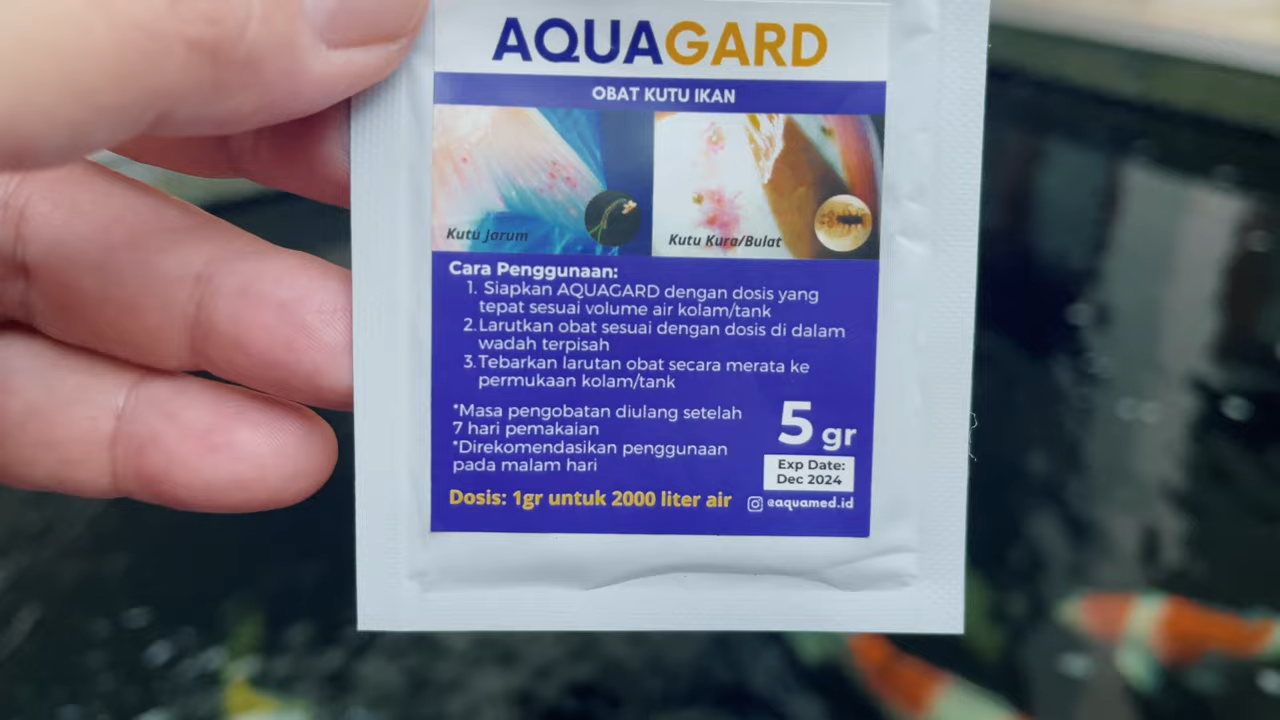 AQUAGARD
OBAT KUTU IKAN
Kutu Jarum
Kutu Kura/Bulat
Cara Penggunaan:
1. Siapkan AQUAGARD dengan dosis yang
tepat sesuai volume air kolam/tank
2. Larutkan obat sesuai dengan dosis di dalam
wadah terpisah
3. Tebarkan larutan obat secara merata ke
permukaan kolam/tank
*Masa pengobatan diulang setelah
7 hari pemakaian
*Direkomendasikan penggunaan
pada malam hari
5 gr
Exp Date:
Dec 2024
Dosis: 1gr untuk 2000 liter air
@aquamed.id